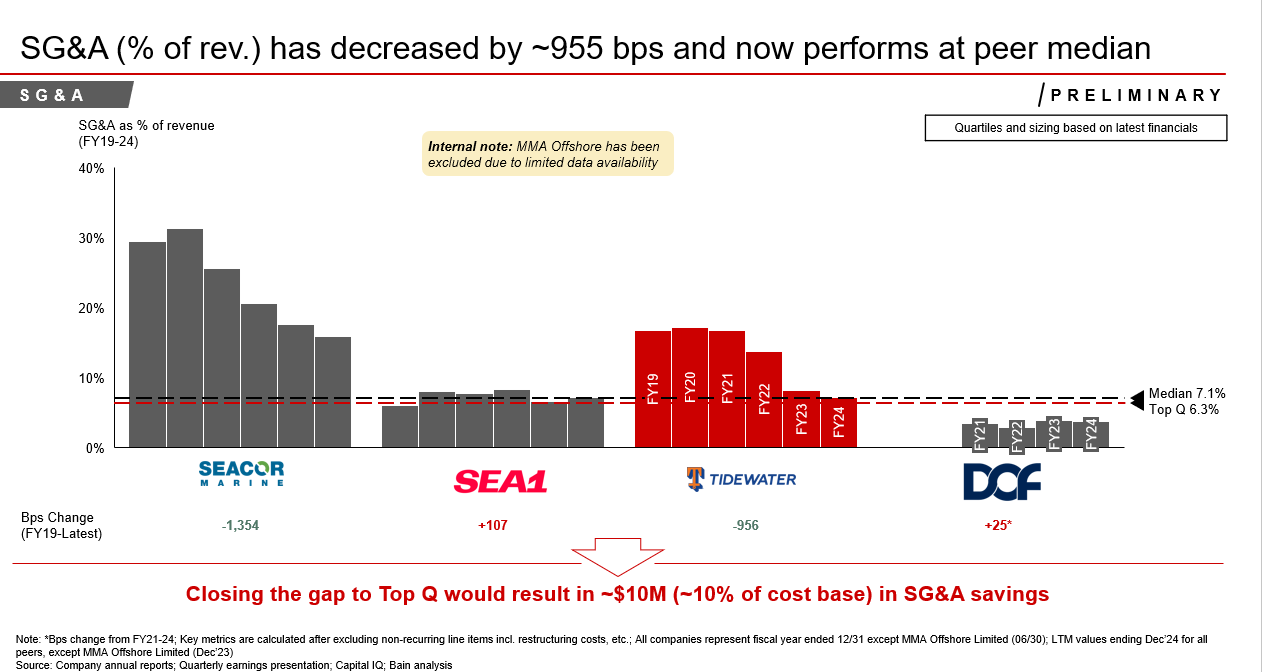 SG&A (% of rev.) has decreased by ~955 bps and now performs at peer median
SG&A
PRELIMINARY
SG&A as % of revenue
(FY19-24)
Internal note: MMA Offshore has been
excluded due to limited data availability
Quartiles and sizing based on latest financials
40%
30%
20%
10%
0%
FY19
FY20
FY21
FY22
FY23
FY24
FY21
FY22
FY23
FY24
Median 7.1%
Top Q 6.3%
SEACOR
MARINE
SEA1
TIDEWATER
DOF
Bps Change
(FY19-Latest)
-1,354
+107
-956
+25*
Closing the gap to Top Q would result in ~$10M (~10% of cost base) in SG&A savings
Note: *Bps change from FY21-24; Key metrics are calculated after excluding non-recurring line items incl. restructuring costs, etc.; All companies represent fiscal year ended 12/31 except MMA Offshore Limited (06/30); LTM values ending Dec'24 for all
peers, except MMA Offshore Limited (Dec'23)
Source: Company annual reports; Quarterly earnings presentation; Capital IQ; Bain analysis